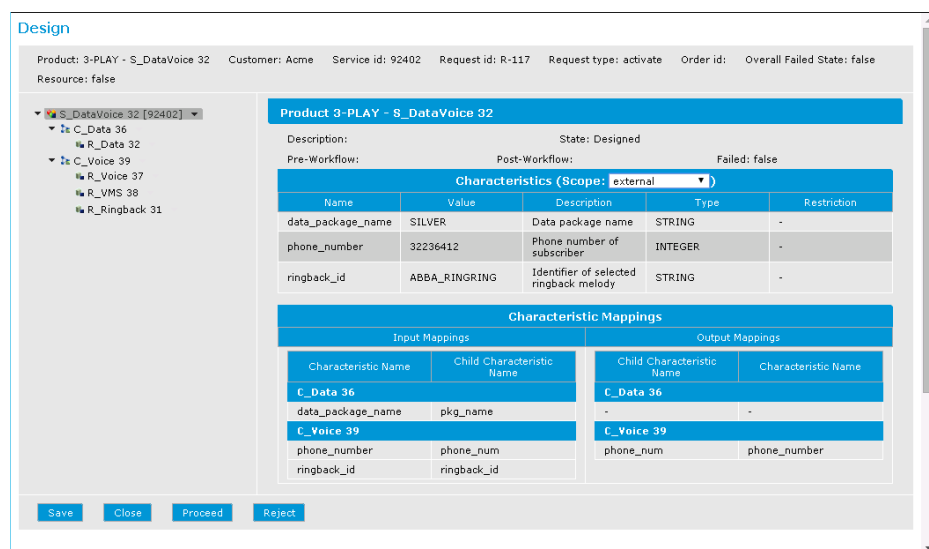 Design
Product: 3-PLAY - S_DataVoice 32 Customer: Acme Service id: 92402 Request id: R-117 Request type: activate Order id: Overall Failed State: false
Resource: false
S_DataVoice 32 [92402]
C_Data 36
R_Data 32
C_Voice 39
R_Voice 37
R_VMS 38
R_Ringback 31
Product 3-PLAY - S_DataVoice 32
Description: State: Designed
Pre-Workflow: Post-Workflow: Failed: false
Characteristics (Scope: external )
Name Value Description Type Restriction
data_package_name SILVER Data package name STRING -
phone_number 32236412 Phone number of subscriber INTEGER -
ringback_id ABBA_RINGRING Identifier of selected ringback melody STRING -
Characteristic Mappings
Input Mappings Output Mappings
Characteristic Name Child Characteristic Name Child Characteristic Name Characteristic Name
C_Data 36 C_Data 36
data_package_name pkg_name - -
C_Voice 39 C_Voice 39
phone_number phone_num phone_num phone_number
ringback_id ringback_id
Save Close Proceed Reject